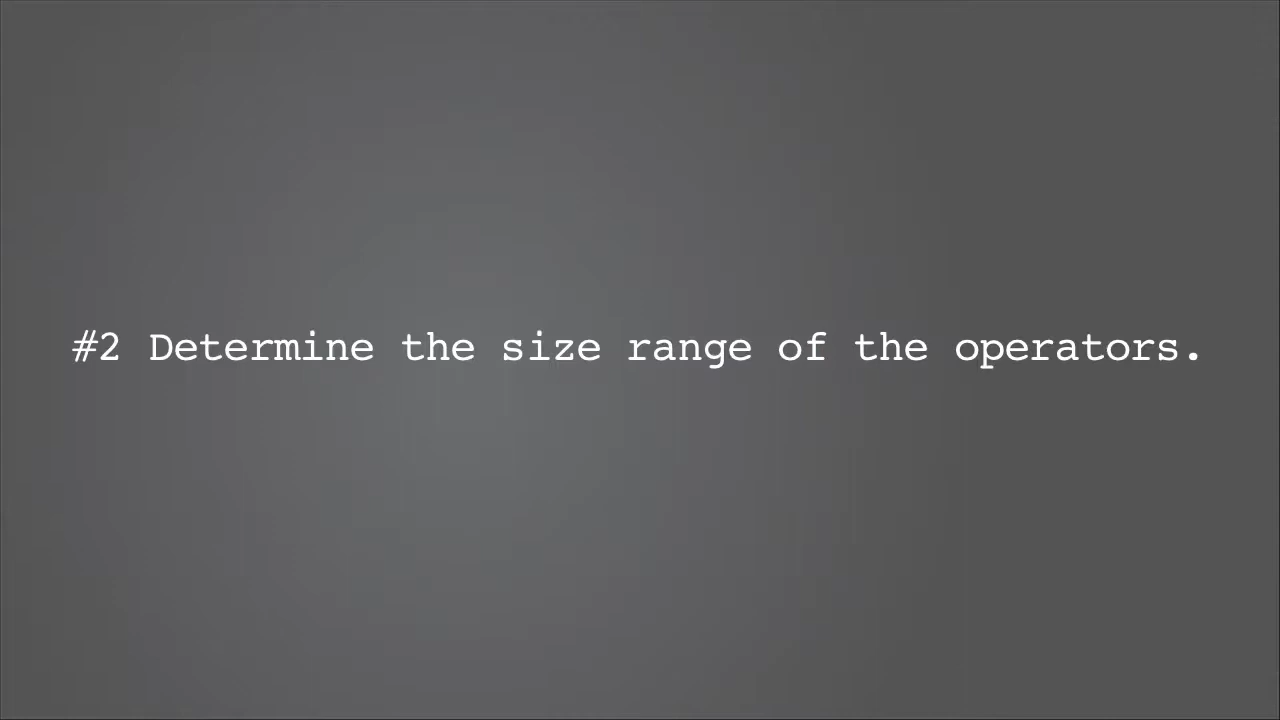 #2 Determine the size range of the operators.